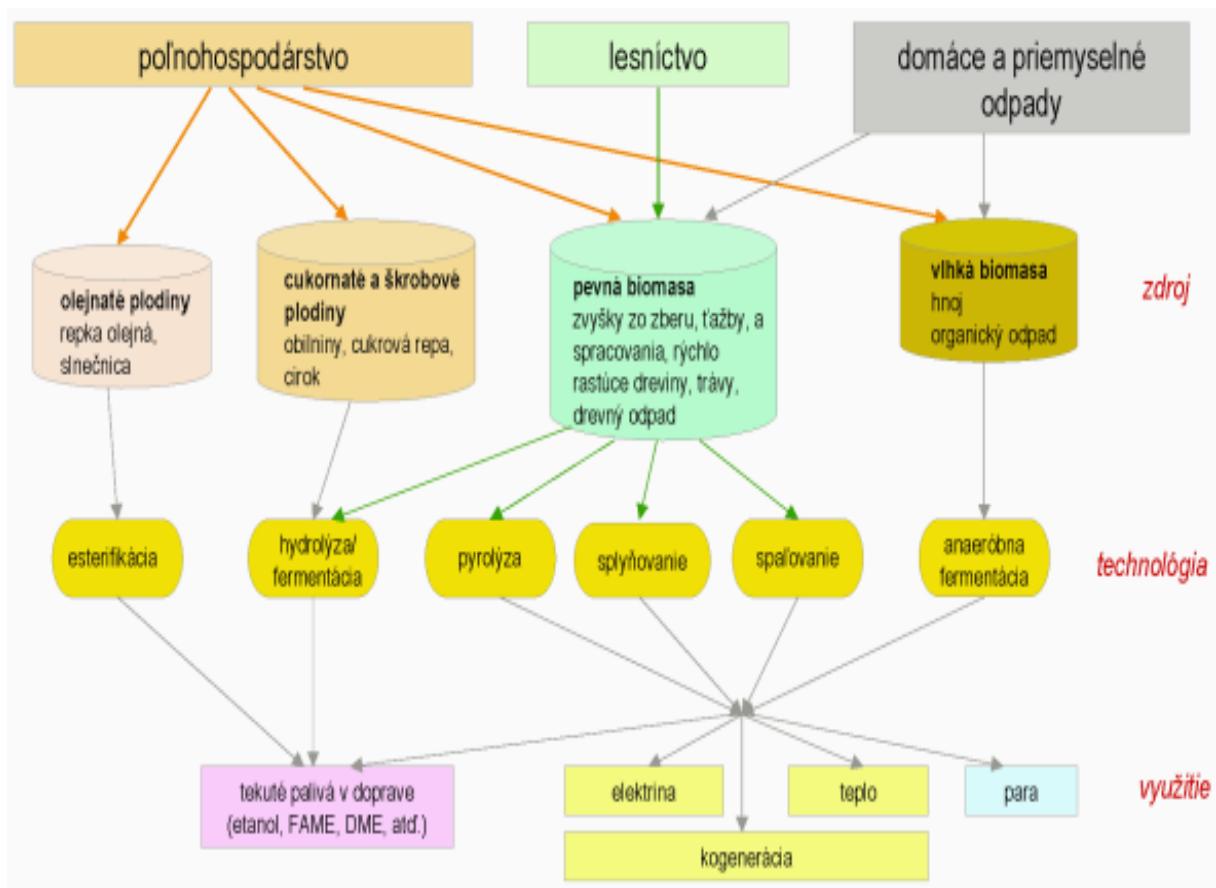 poľnohospodárstvo
lesníctvo
domáce a priemyselné
odpady
olejnaté plodiny
repka olejná,
slnečnica
cukornaté a škrobové
plodiny
obilniny, cukrová repa,
cirok
pevná biomasa
zvyšky zo zberu, ťažby, a
spracovania, rýchlo
rastúce dreviny, trávy,
drevný odpad
vlhká biomasa
hnoj
organický odpad
zdroj
esterifikácia
hydrolýza/
fermentácia
pyrolýza
splyňovanie
spaľovanie
anaeróbna
fermentácia
technológia
tekuté palivá v doprave
(etanol, FAME, DME, atď.)
elektrina
teplo
para
využitie
kogenerácia